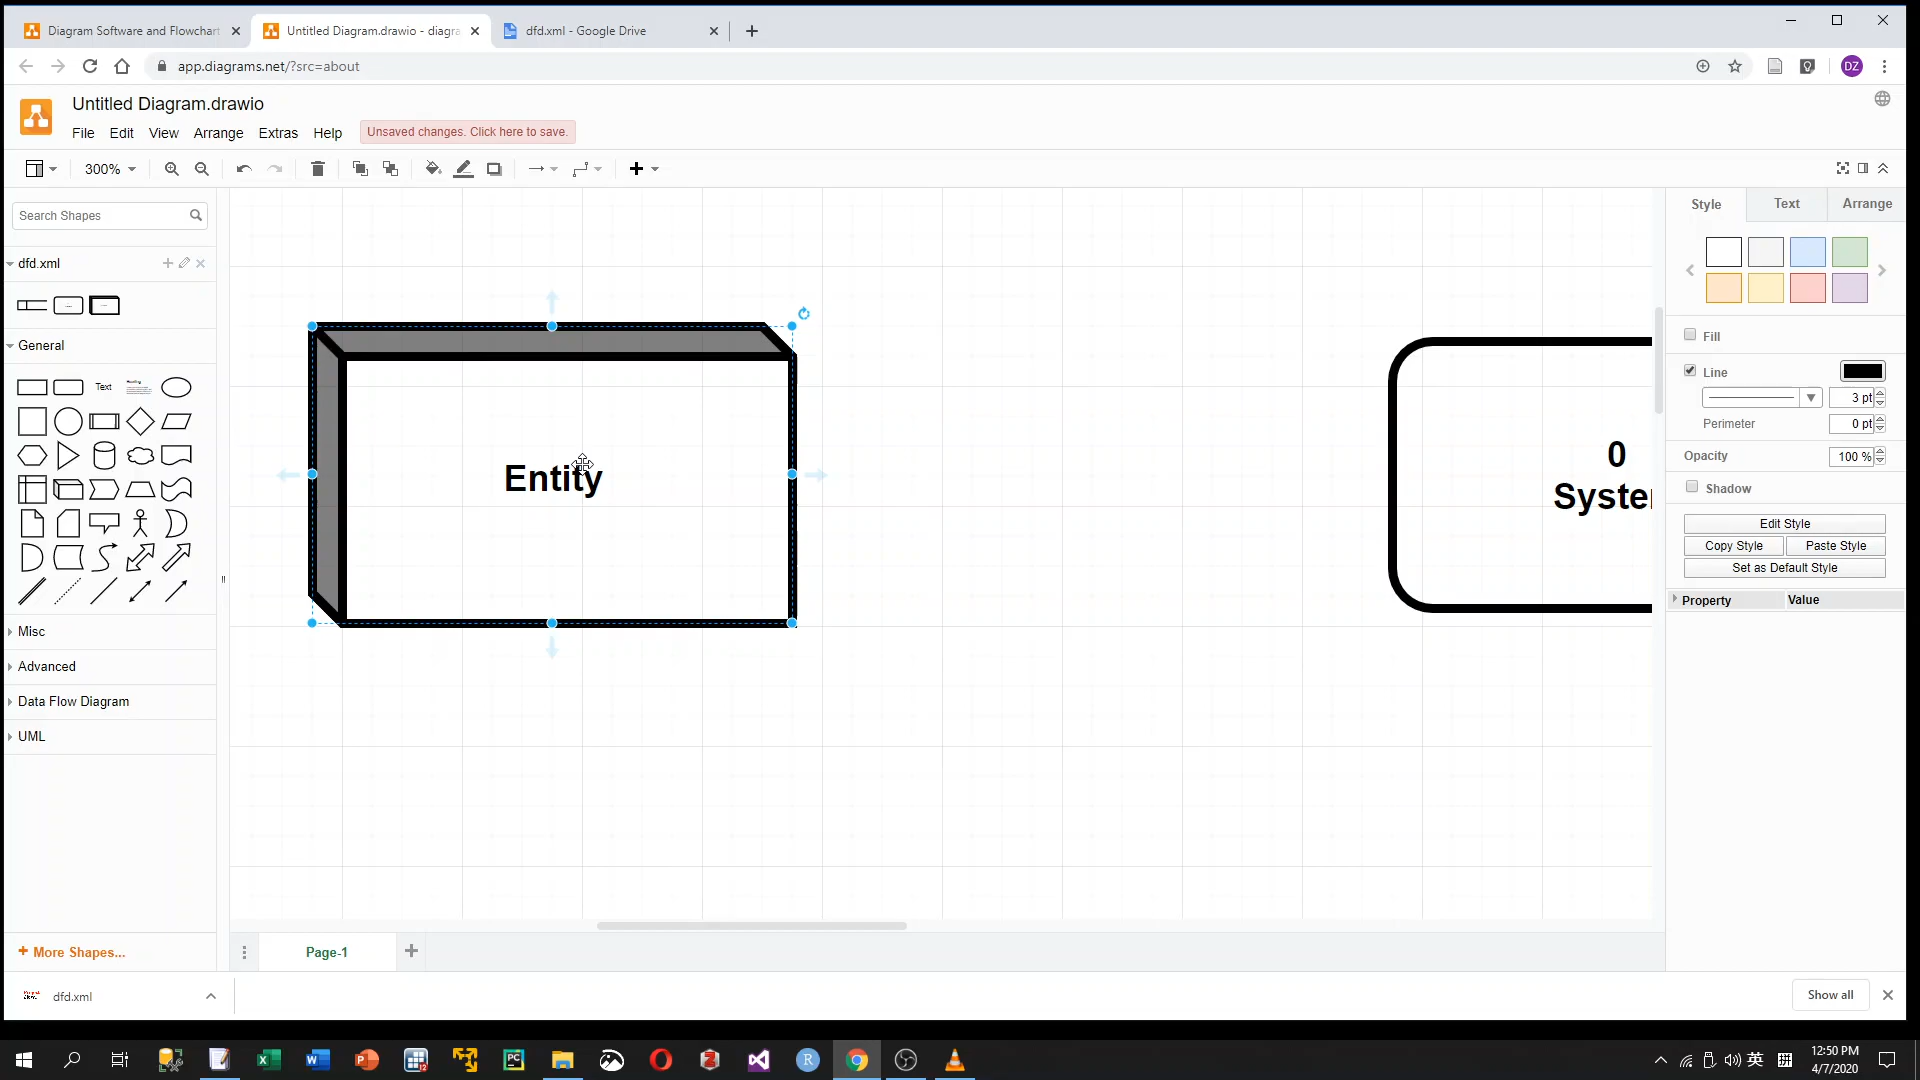 Diagram Software and Flowchart
Untitled Diagram.drawio - diagra
dfd.xml - Google Drive
app.diagrams.net/?src=about
DZ
Untitled Diagram.drawio
File Edit View Arrange Extras Help
Unsaved changes. Click here to save.
300%
Search Shapes
dfd.xml
General
Text
Heading
Misc
Advanced
Data Flow Diagram
UML
+ More Shapes...
Entity
0
System
Style Text Arrange
Fill
Line
3 pt
Perimeter
0 pt
Opacity
100 %
Shadow
Edit Style
Copy Style Paste Style
Set as Default Style
Property Value
Page-1
dfd.xml
Show all
英
12:50 PM
4/7/2020